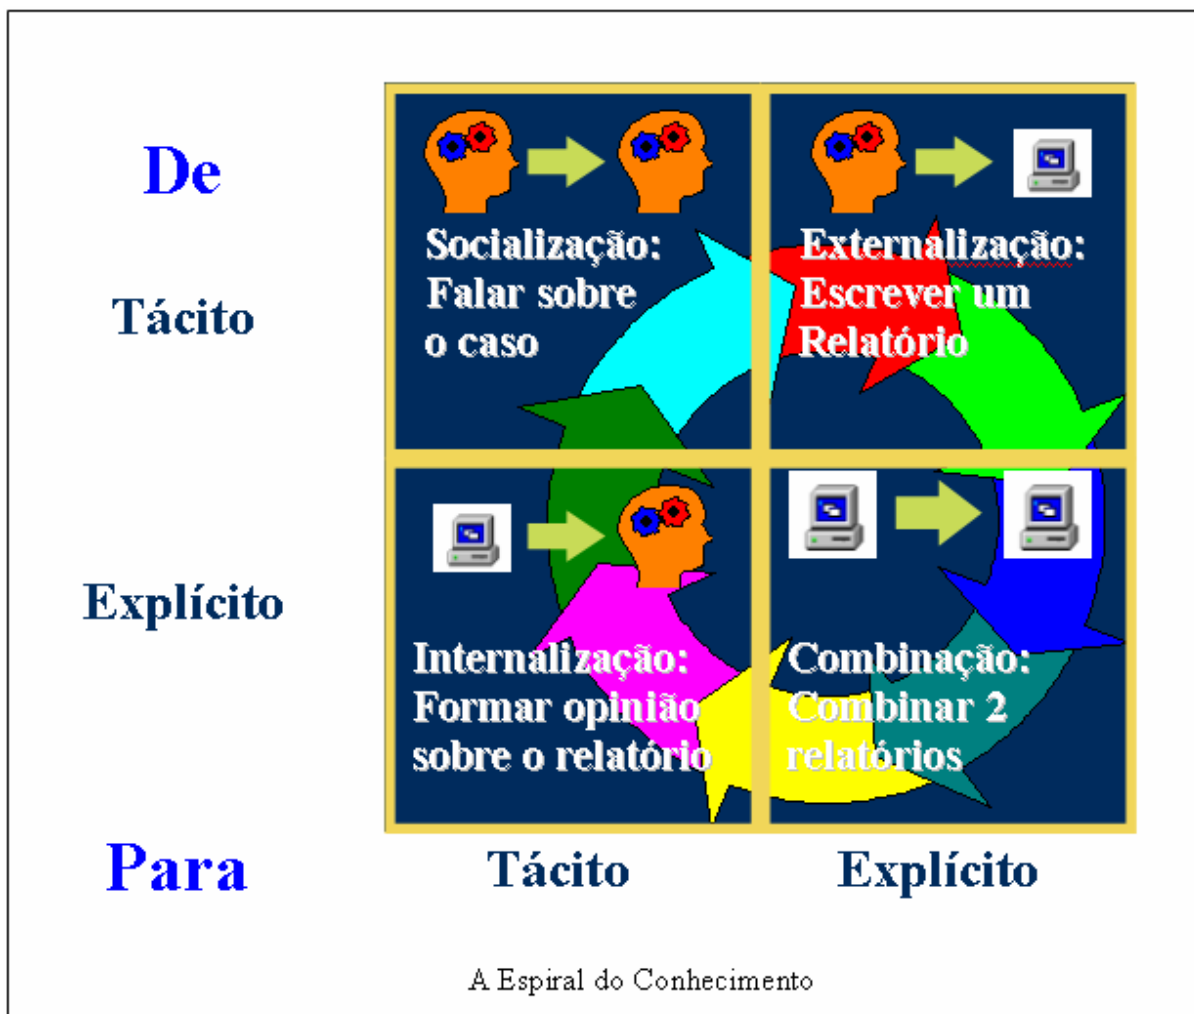 De
Tácito
Socialização:
Falar sobre
o caso
Externalização:
Escrever um
Relatório
Explícito
Internalização:
Formar opinião
sobre o relatório
Combinação:
Combinar 2
relatórios
Para
Tácito
Explícito
A Espiral do Conhecimento